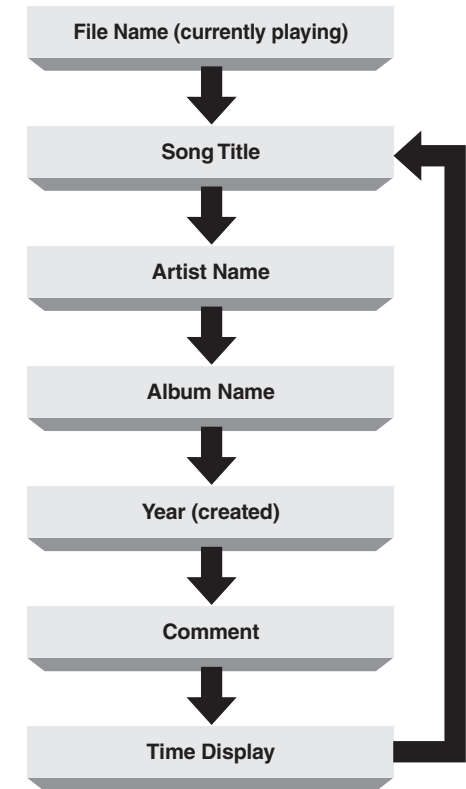 File Name (currently playing)
Song Title
Artist Name
Album Name
Year (created)
Comment
Time Display